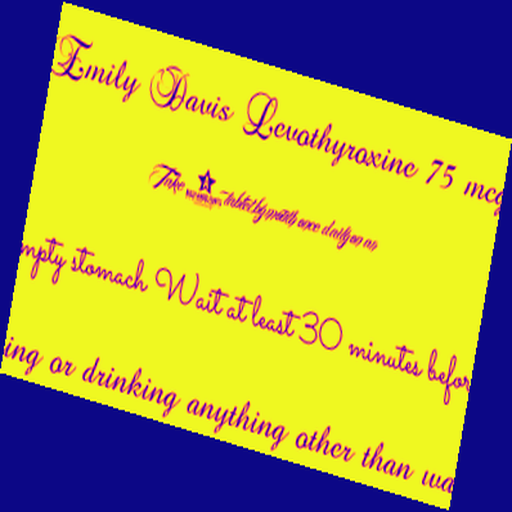 Emily Davis Levothyroxine 75 mcg
Take 1 tablet by mouth once daily on an
mpty stomach Wait at least 30 minutes befor
ing or drinking anything other than wa